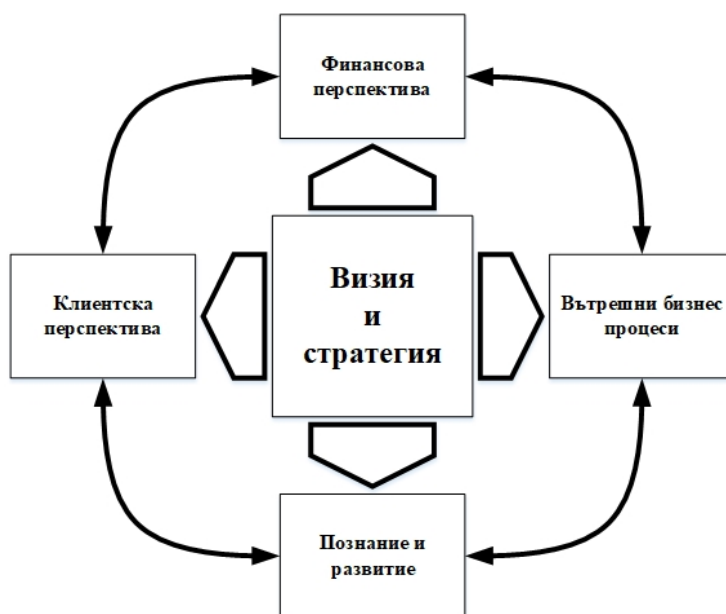 Финансова
перспектива
Клиентска
перспектива
Визия
и
стратегия
Вътрешни бизнес
процеси
Познание и
развитие